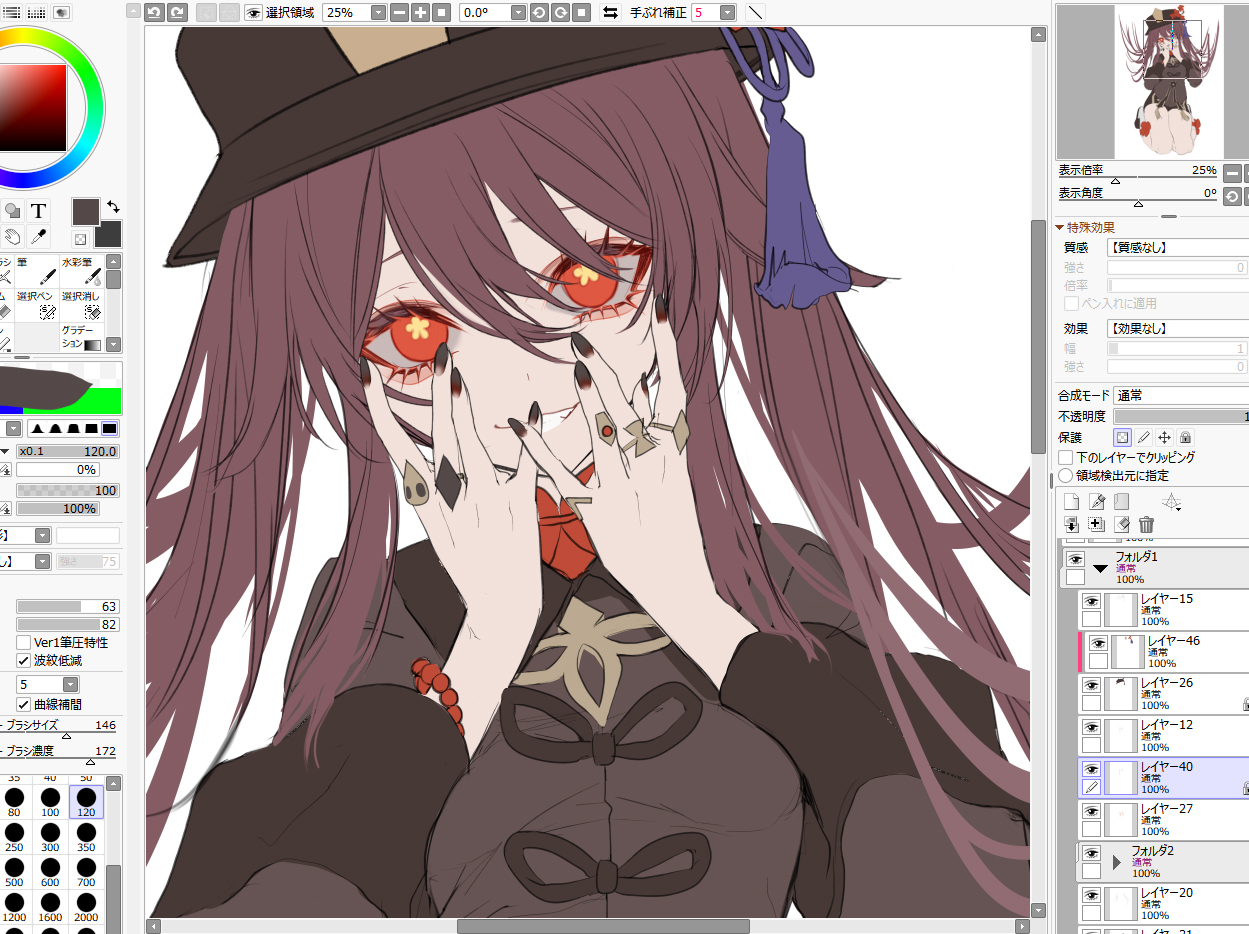 選択領域 25% 0.0° 手ぶれ補正 5
T
筆 水彩筆
選択ペン 選択消し
グラデーション
x0.1 120.0
0%
100
100%
強さ 75
63
82
Ver1筆圧特性
波紋低減
5
曲線補間
ブラシサイズ 146
ブラシ濃度 172
35 40 50
80 100 120
250 300 350
500 600 700
1200 1600 2000
表示倍率 25%
表示角度 0°
特殊効果
質感 【質感なし】
強さ 0
倍率
ペン入れに適用
効果 【効果なし】
幅 1
強さ 0
合成モード 通常
不透明度
保護
下のレイヤーでクリッピング
領域検出元に指定
100%
フォルダ1
通常
100%
レイヤー15
通常
100%
レイヤー46
通常
100%
レイヤー26
通常
100%
レイヤー12
通常
100%
レイヤー40
通常
100%
レイヤー27
通常
100%
フォルダ2
通常
100%
レイヤー20
通常
100%
レイヤー21